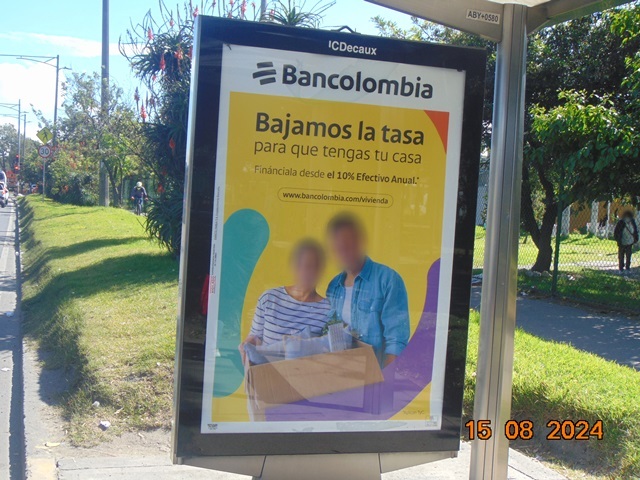 ABY+0580
JCDecaux
Bancolombia
Bajamos la tasa
para que tengas tu casa
Fináncíala desde el 10% Efectivo Anual.*
www.bancolombia.com/vivienda
15 08 2024